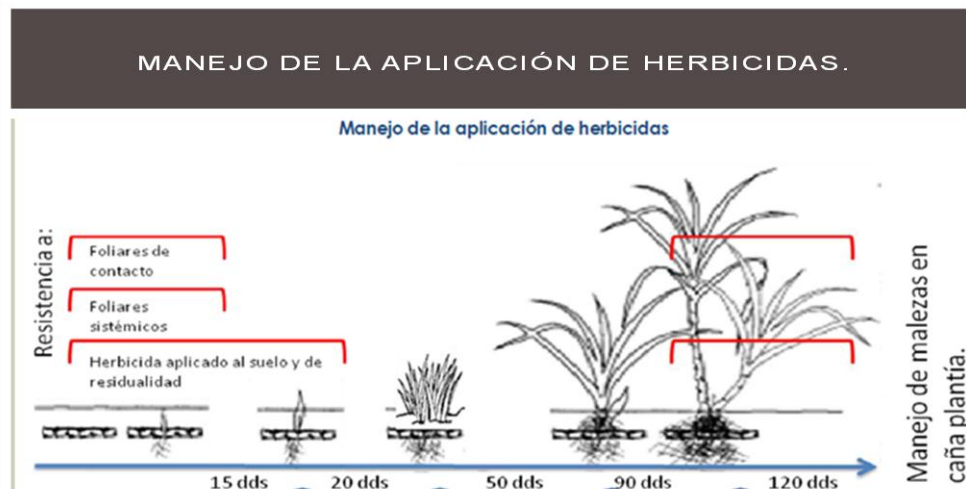 MANEJO DE LA APLICACIÓN DE HERBICIDAS.
Manejo de la aplicación de herbicidas
Resistencia a:
Foliares de
contacto
Foliares
sistémicos
Herbicida aplicado al suelo y de
residualidad
Manejo de malezas en
caña plantía.
15 dds 20 dds 50 dds 90 dds 120 dds